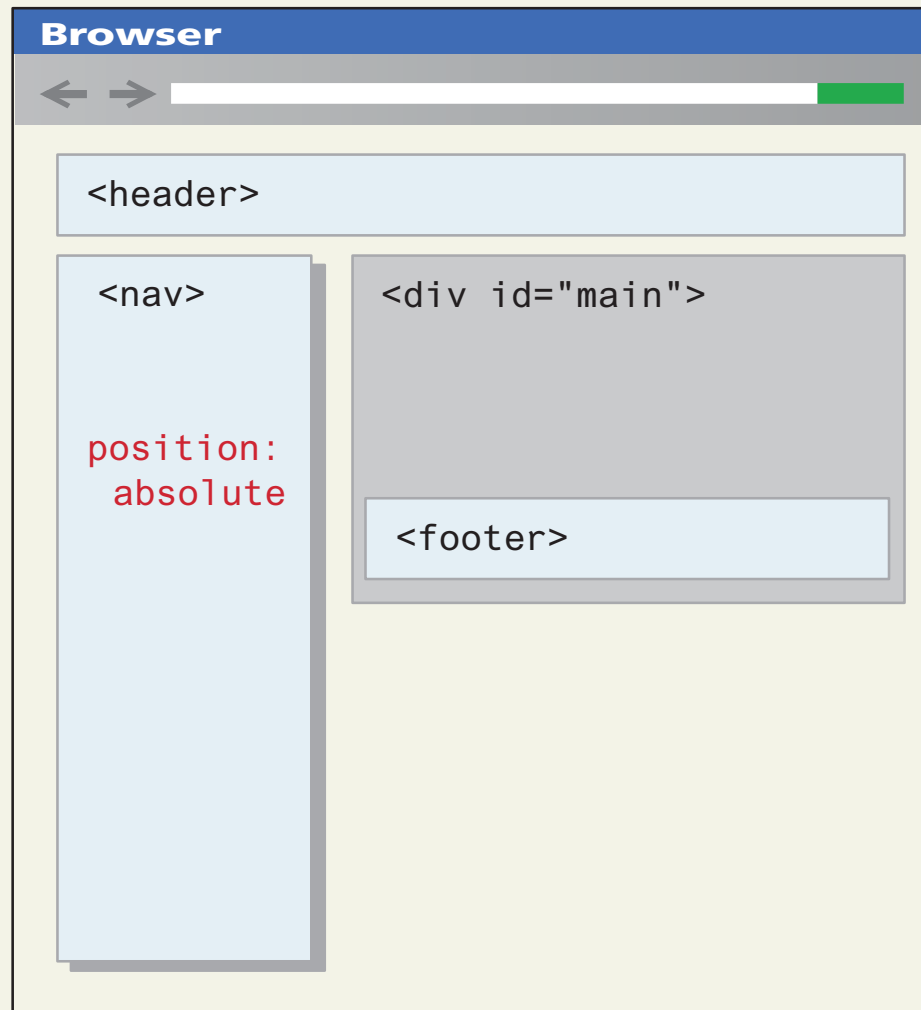 Browser
<header>
<nav>
<div id="main">
position:
absolute
<footer>